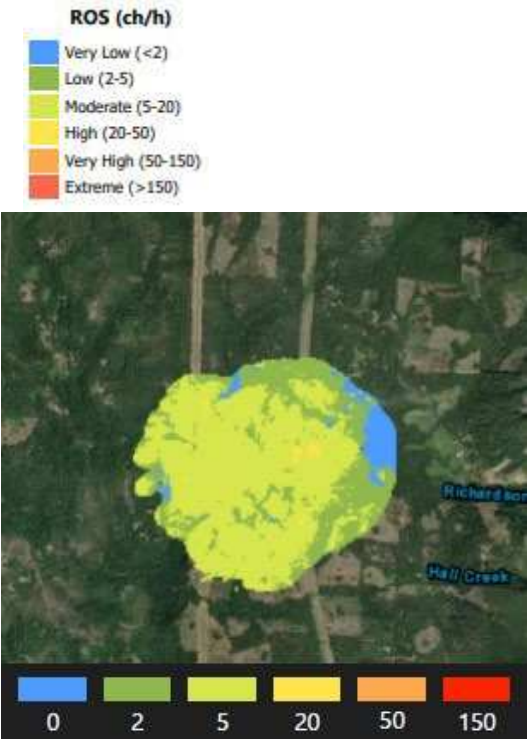 ROS (ch/h)
Very Low (<2)
Low (2-5)
Moderate (5-20)
High (20-50)
Very High (50-150)
Extreme (>150)
Richardson
Hall Creek
0 2 5 20 50 150